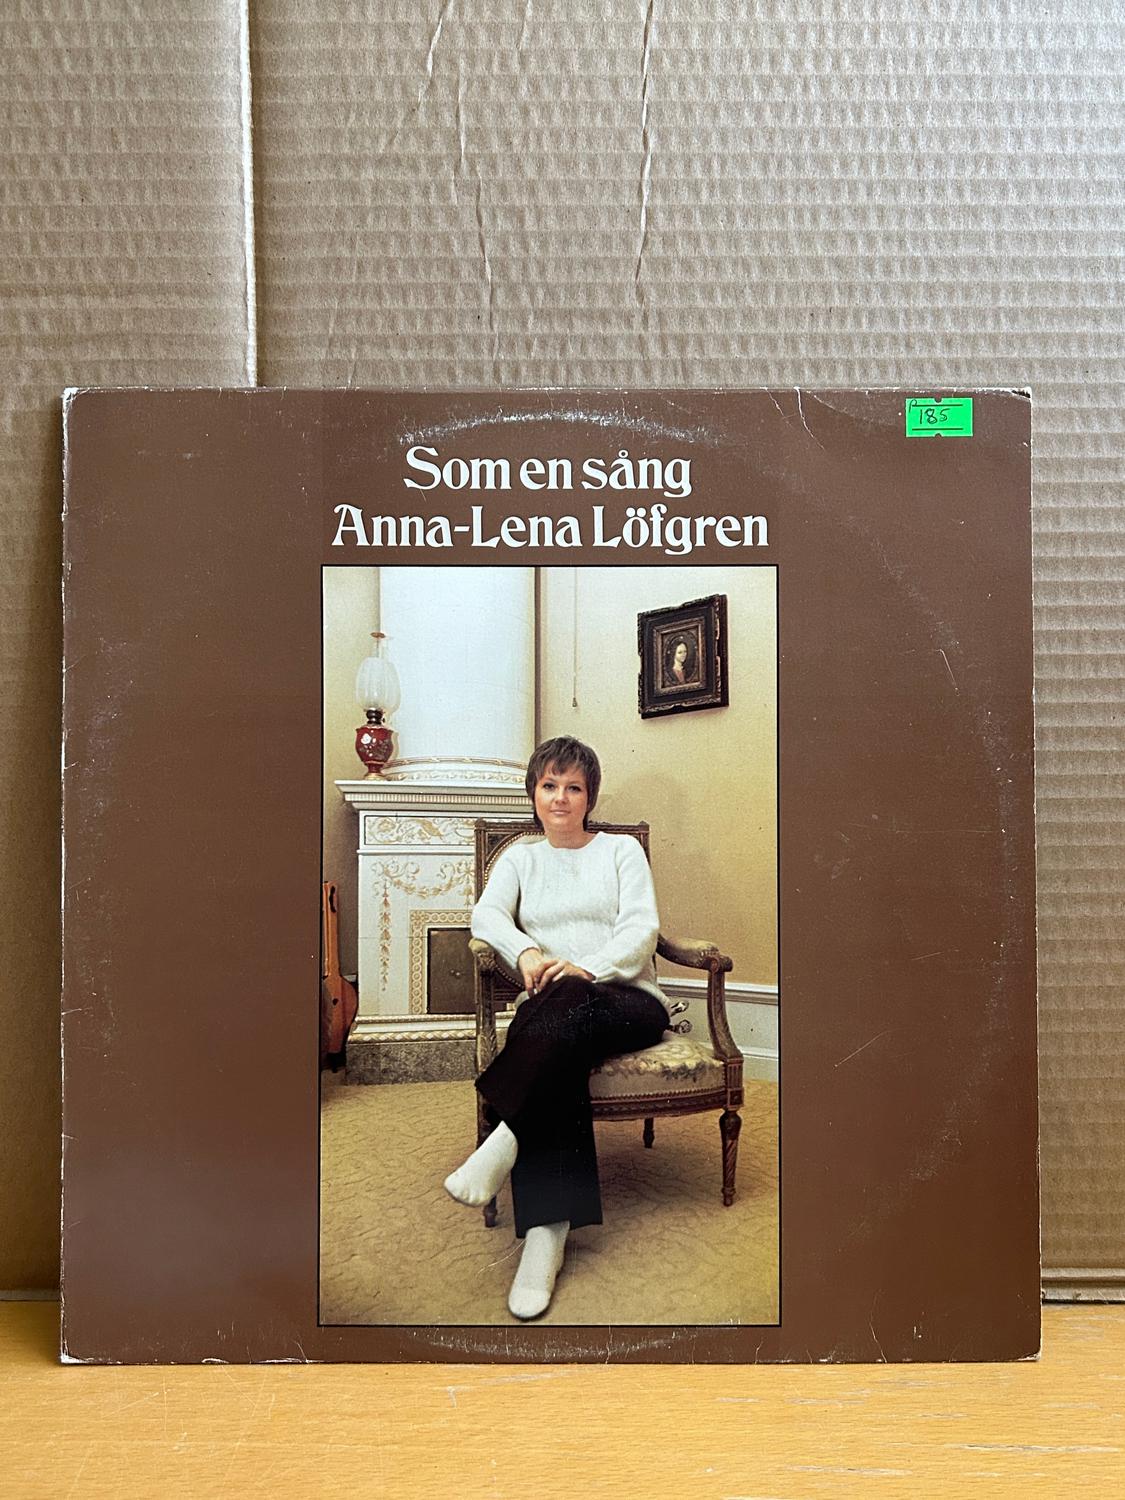 P 185
Som en sång
Anna-Lena Löfgren